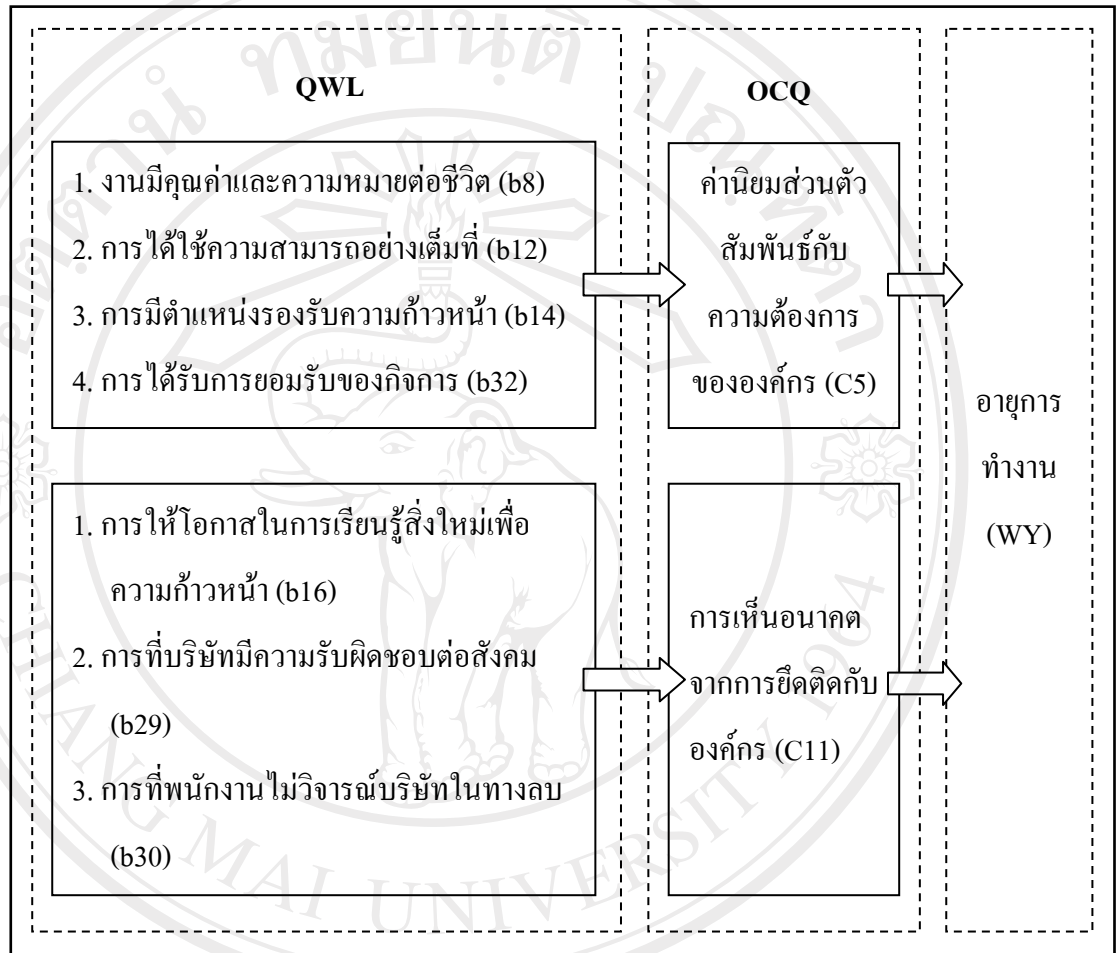 QWL
1. งานมีคุณค่าและความหมายต่อชีวิต (b8)
2. การได้ใช้ความสามารถอย่างเต็มที่ (b12)
3. การมีตำแหน่งรองรับความก้าวหน้า (b14)
4. การได้รับการยอมรับของกิจการ (b32)
1. การให้โอกาสในการเรียนรู้สิ่งใหม่เพื่อ
ความก้าวหน้า (b16)
2. การที่บริษัทมีความรับผิดชอบต่อสังคม
(b29)
3. การที่พนักงานไม่วิจารณ์บริษัทในทางลบ
(b30)
OCQ
ค่านิยมส่วนตัว
สัมพันธ์กับ
ความต้องการ
ขององค์กร (C5)
การเห็นอนาคต
จากการยึดติดกับ
องค์กร (C11)
อายุการ
ทำงาน
(WY)
CHIANG MAI UNIVERSITY 1964